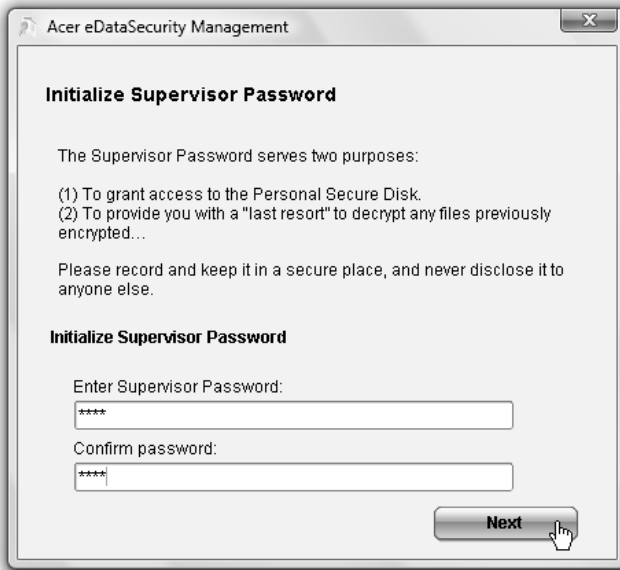 Acer eDataSecurity Management
X
Initialize Supervisor Password
The Supervisor Password serves two purposes:
(1) To grant access to the Personal Secure Disk.
(2) To provide you with a "last resort" to decrypt any files previously
encrypted...
Please record and keep it in a secure place, and never disclose it to
anyone else.
Initialize Supervisor Password
Enter Supervisor Password:
****
Confirm password:
****
Next